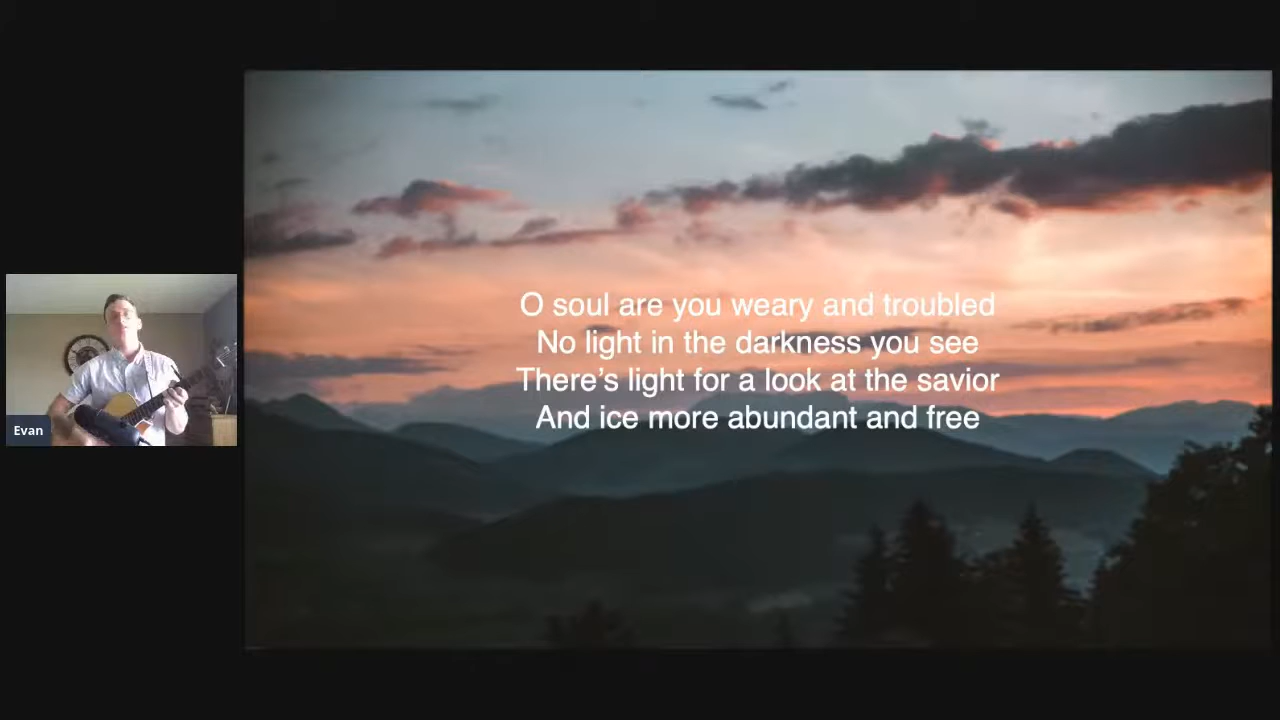 Evan
O soul are you weary and troubled
No light in the darkness you see
There's light for a look at the savior
And ice more abundant and free